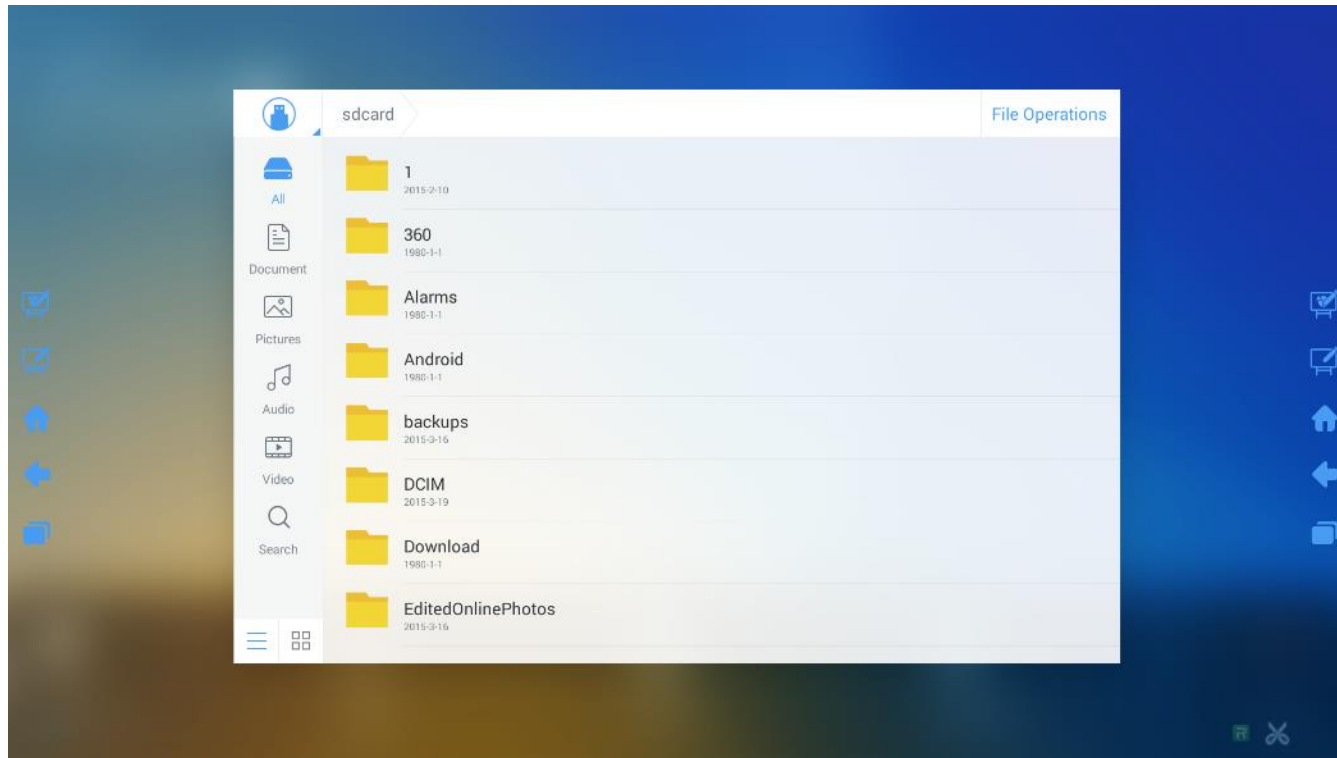 sdcard
File Operations
All
Document
Pictures
Audio
Video
Search
1
2015-2-10
360
1980-1-1
Alarms
1980-1-1
Android
1980-1-1
backups
2015-3-16
DCIM
2015-3-19
Download
1980-1-1
EditedOnlinePhotos
2015-3-16
R